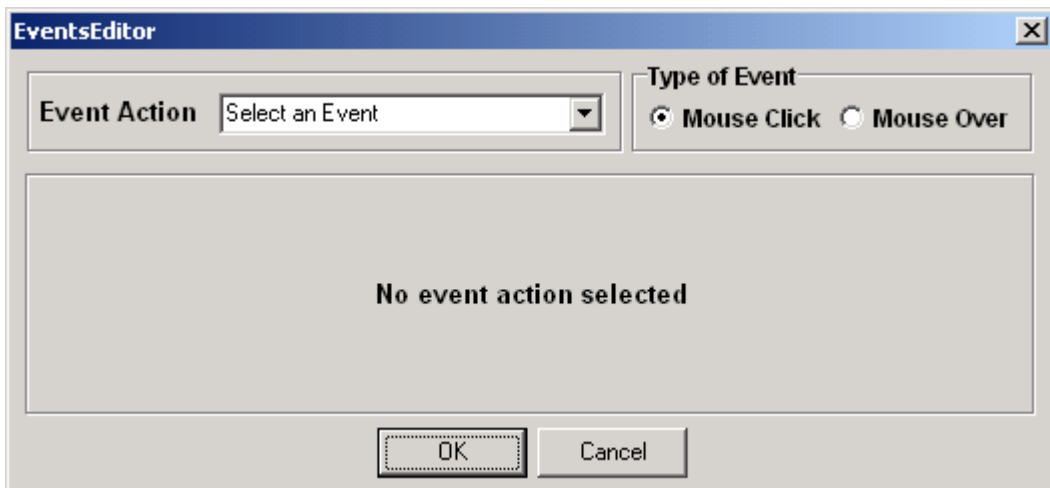 EventsEditor
Event Action
Select an Event
Type of Event
Mouse Click
Mouse Over
No event action selected
OK
Cancel